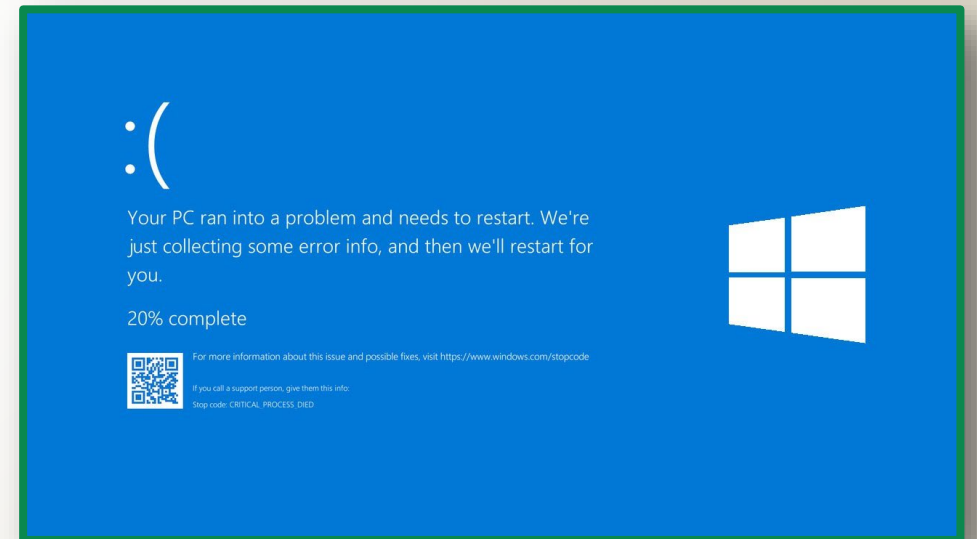 :(
Your PC ran into a problem and needs to restart. We're
just collecting some error info, and then we'll restart for
you.
20% complete
For more information about this issue and possible fixes, visit https://www.windows.com/stopcode
If you call a support person, give them this info:
Stop code: CRITICAL_PROCESS_DIED